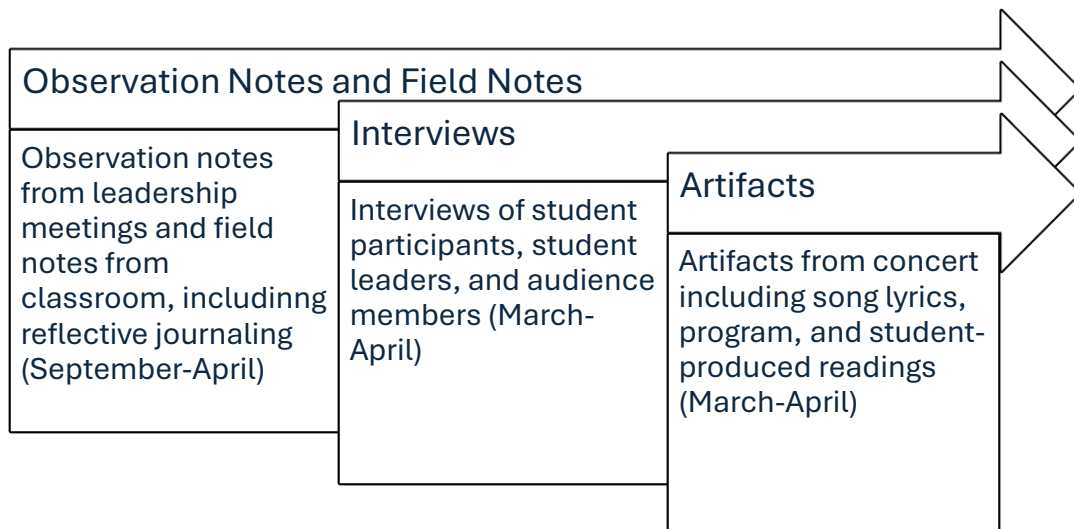 Observation Notes and Field Notes
Observation notes
from leadership
meetings and field
notes from
classroom, includinng
reflective journaling
(September-April)
Interviews
Interviews of student
participants, student
leaders, and audience
members (March-
April)
Artifacts
Artifacts from concert
including song lyrics,
program, and student-
produced readings
(March-April)